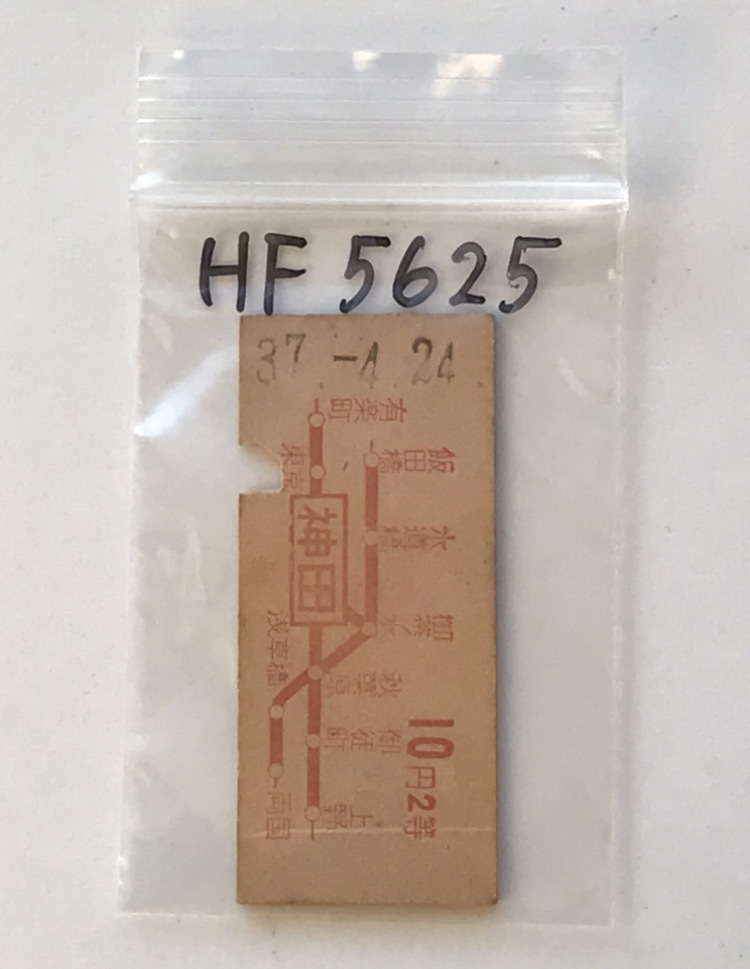 HF 5625
37.-4.24
有楽町
東京
飯田橋
神田
水道橋
御茶ノ水
浅草橋
秋葉原
御徒町
両国
上野
10円2等